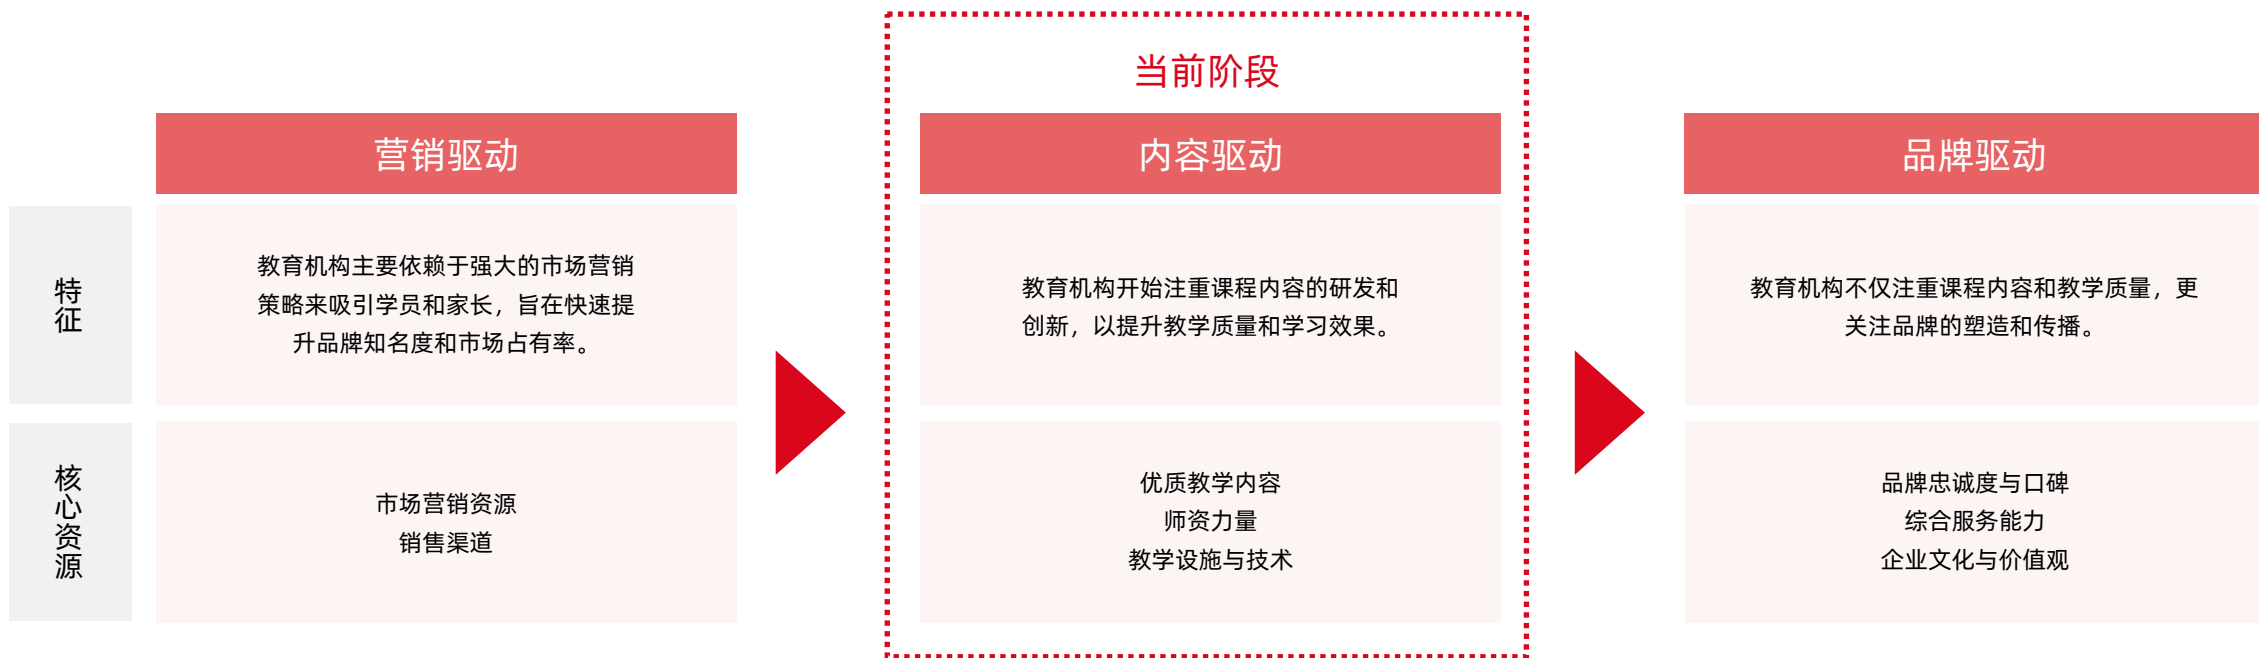 当前阶段
营销驱动
内容驱动
品牌驱动
特征
教育机构主要依赖于强大的市场营销
策略来吸引学员和家长，旨在快速提
升品牌知名度和市场占有率。
教育机构开始注重课程内容的研发和
创新，以提升教学质量和学习效果。
教育机构不仅注重课程内容和教学质量，更
关注品牌的塑造和传播。
核心资源
市场营销资源
销售渠道
优质教学内容
师资力量
教学设施与技术
品牌忠诚度与口碑
综合服务能力
企业文化与价值观